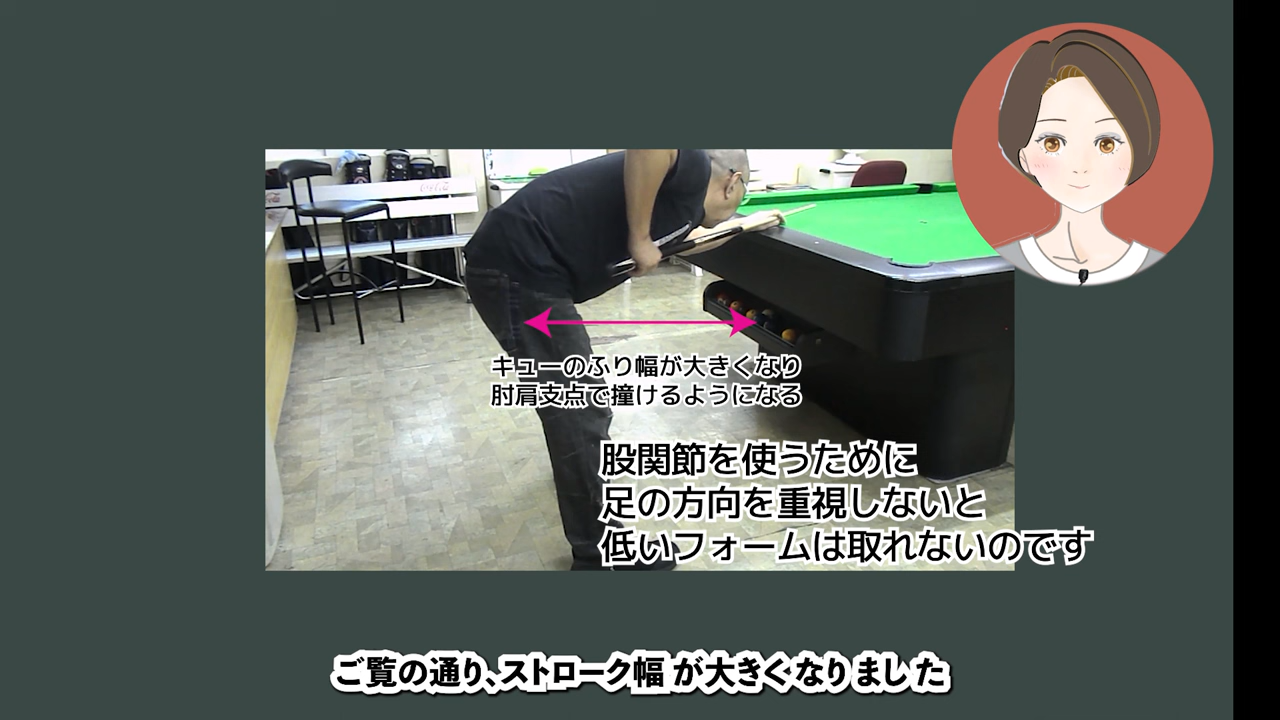 キューのふり幅が大きくなり
肘肩支点で撞けるようになる
股関節を使うために
足の方向を重視しないと
低いフォームは取れないのです
ご覧の通り、ストローク幅 が大きくなりました